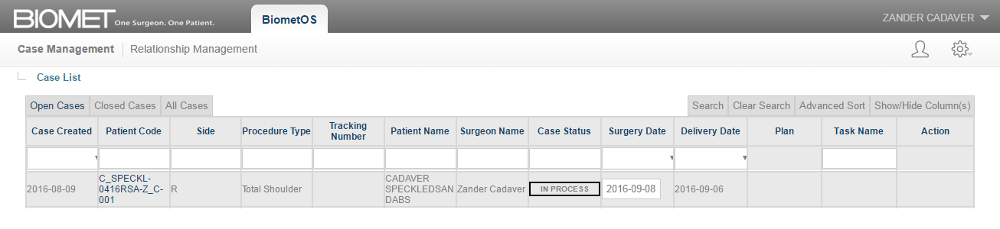 BIOMET One Surgeon. One Patient. BiometOS ZANDER CADAVER
Case Management Relationship Management
Case List
Open Cases Closed Cases All Cases Search Clear Search Advanced Sort Show/Hide Column(s)
Case Created Patient Code Side Procedure Type Tracking Number Patient Name Surgeon Name Case Status Surgery Date Delivery Date Plan Task Name Action
2016-08-09 C_SPECKL-0416RSA-Z_C-001 R Total Shoulder CADAVER SPECKLEDSANDABS Zander Cadaver IN PROCESS 2016-09-08 2016-09-06